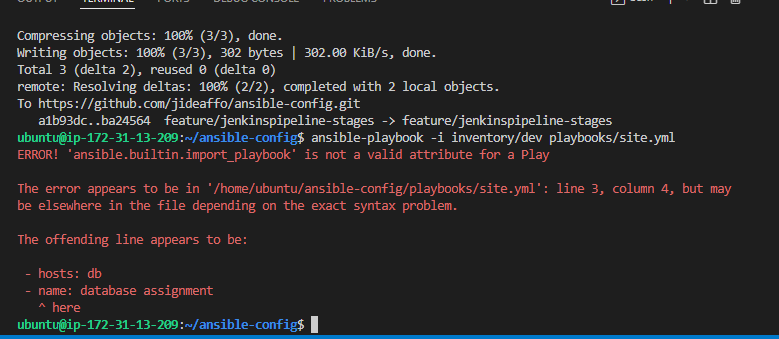 OUTPUT TERMINAL PORTS DEBUG CONSOLE PROBLEMS
Compressing objects: 100% (3/3), done.
Writing objects: 100% (3/3), 302 bytes | 302.00 KiB/s, done.
Total 3 (delta 2), reused 0 (delta 0)
remote: Resolving deltas: 100% (2/2), completed with 2 local objects.
To https://github.com/jideaffo/ansible-config.git
   a1b93dc..ba24564  feature/jenkinspipeline-stages -> feature/jenkinspipeline-stages
ubuntu@ip-172-31-13-209:~/ansible-config$ ansible-playbook -i inventory/dev playbooks/site.yml
ERROR! 'ansible.builtin.import_playbook' is not a valid attribute for a Play

The error appears to be in '/home/ubuntu/ansible-config/playbooks/site.yml': line 3, column 4, but may
be elsewhere in the file depending on the exact syntax problem.

The offending line appears to be:

 - hosts: db
 - name: database assignment
   ^ here
ubuntu@ip-172-31-13-209:~/ansible-config$